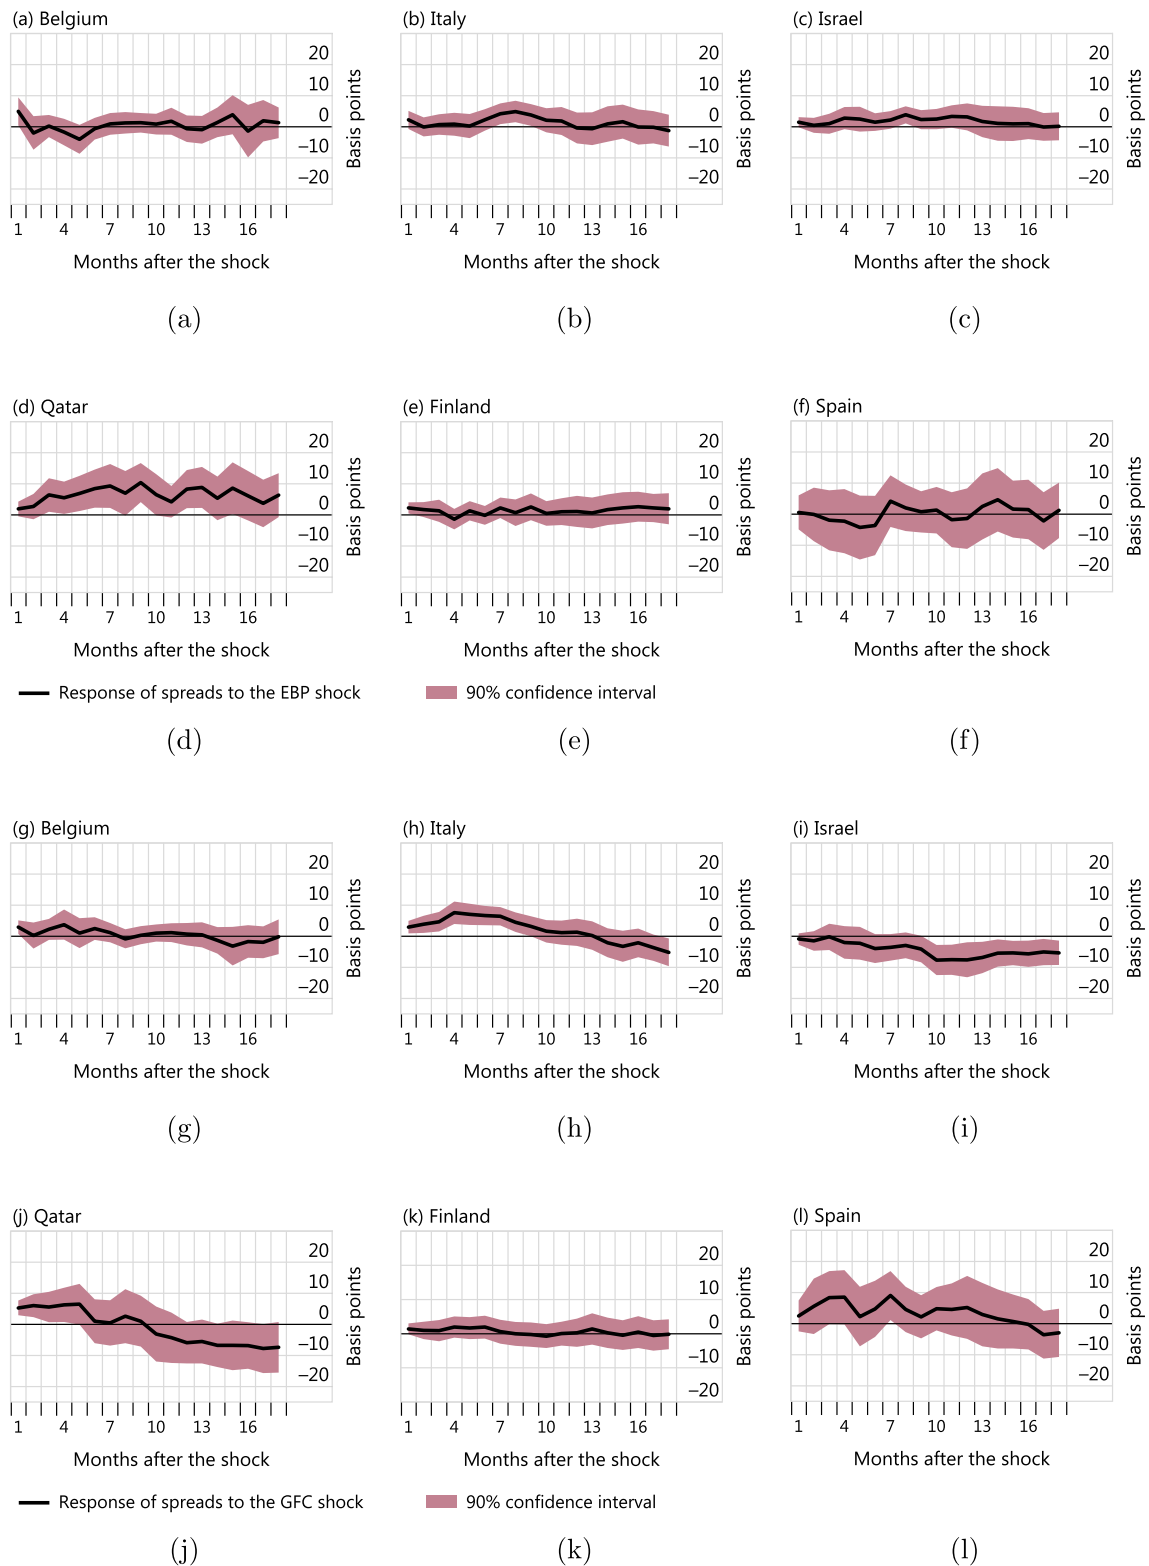 (a) Belgium
20
10
0
−10
−20
Basis points
1 4 7 10 13 16
Months after the shock
(a)
(b) Italy
20
10
0
−10
−20
Basis points
1 4 7 10 13 16
Months after the shock
(b)
(c) Israel
20
10
0
−10
−20
Basis points
1 4 7 10 13 16
Months after the shock
(c)
(d) Qatar
20
10
0
−10
−20
Basis points
1 4 7 10 13 16
Months after the shock
(e) Finland
20
10
0
−10
−20
Basis points
1 4 7 10 13 16
Months after the shock
(f) Spain
20
10
0
−10
−20
Basis points
1 4 7 10 13 16
Months after the shock
Response of spreads to the EBP shock
90% confidence interval
(d)
(e)
(f)
(g) Belgium
20
10
0
−10
−20
Basis points
1 4 7 10 13 16
Months after the shock
(g)
(h) Italy
20
10
0
−10
−20
Basis points
1 4 7 10 13 16
Months after the shock
(h)
(i) Israel
20
10
0
−10
−20
Basis points
1 4 7 10 13 16
Months after the shock
(i)
(j) Qatar
20
10
0
−10
−20
Basis points
1 4 7 10 13 16
Months after the shock
(k) Finland
20
10
0
−10
−20
Basis points
1 4 7 10 13 16
Months after the shock
(l) Spain
20
10
0
−10
−20
Basis points
1 4 7 10 13 16
Months after the shock
Response of spreads to the GFC shock
90% confidence interval
(j)
(k)
(l)